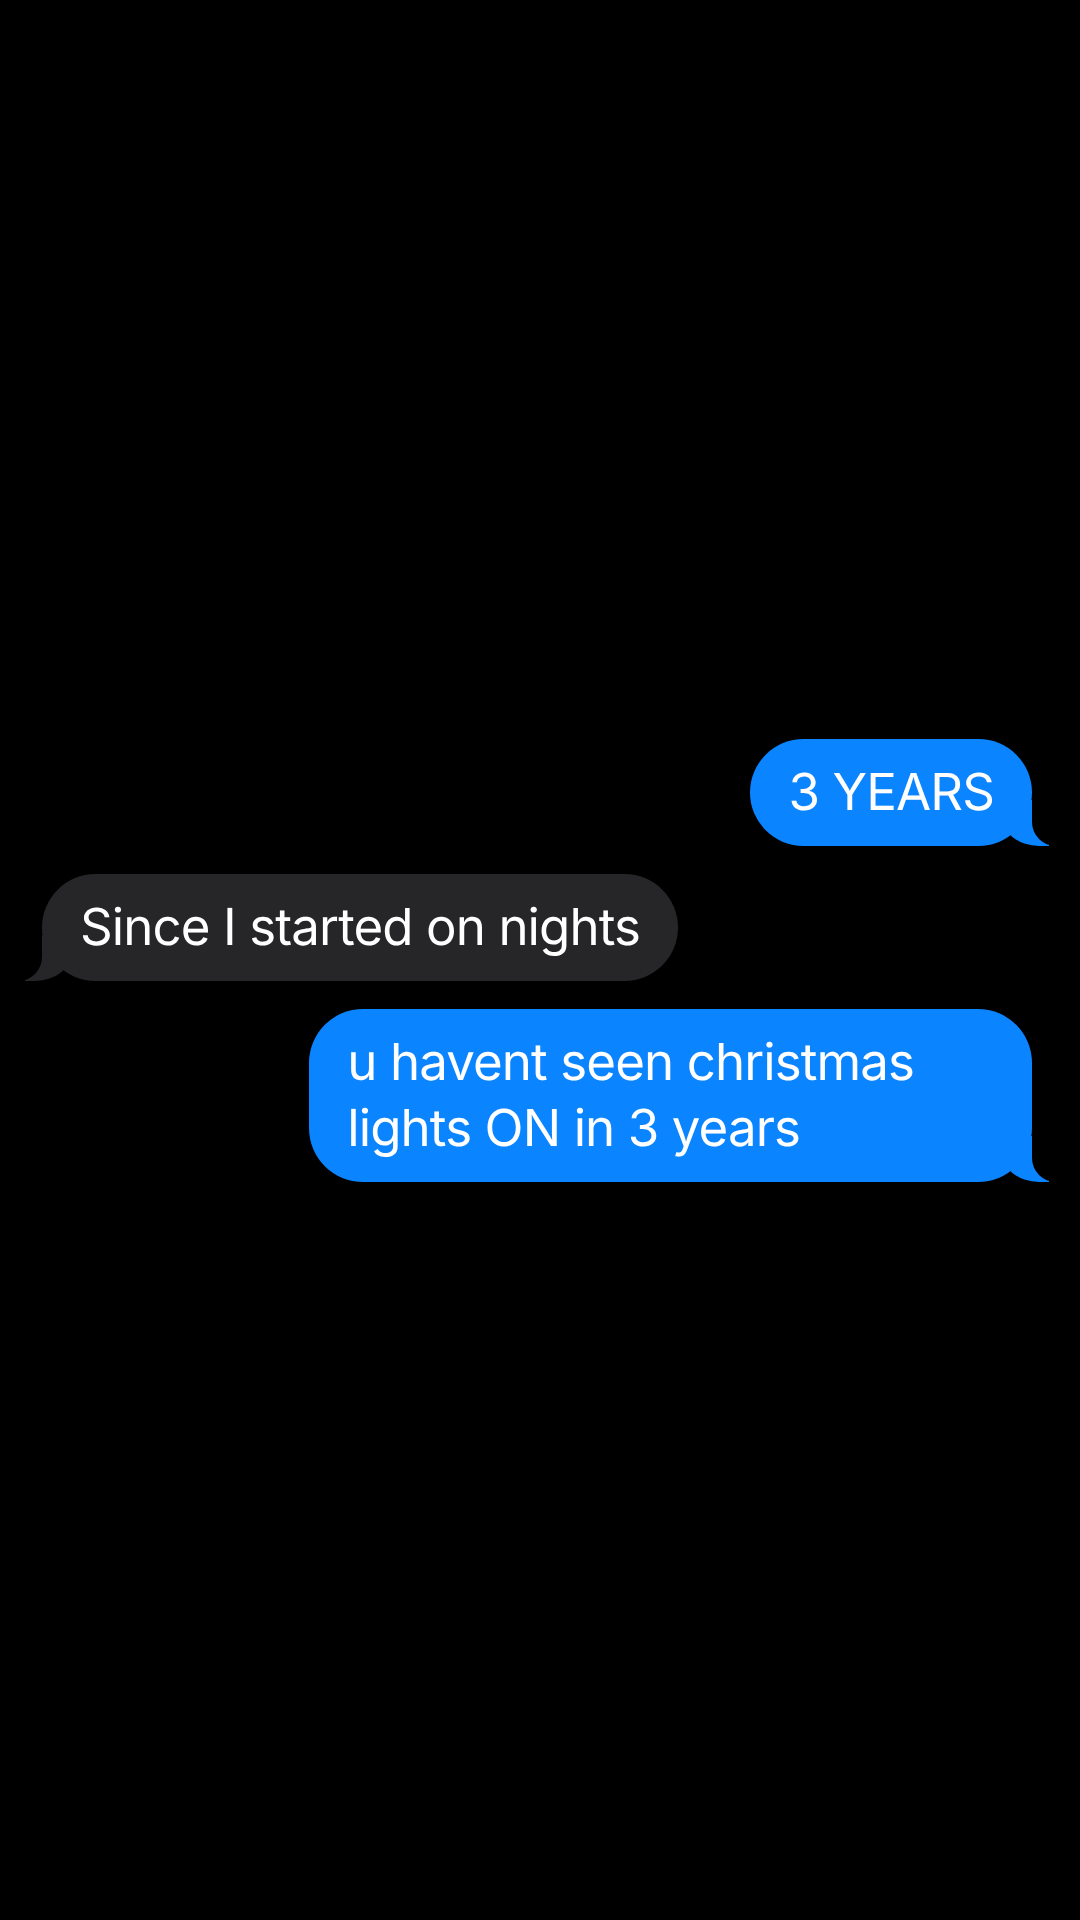 3 YEARS
Since I started on nights
u havent seen christmas
lights ON in 3 years